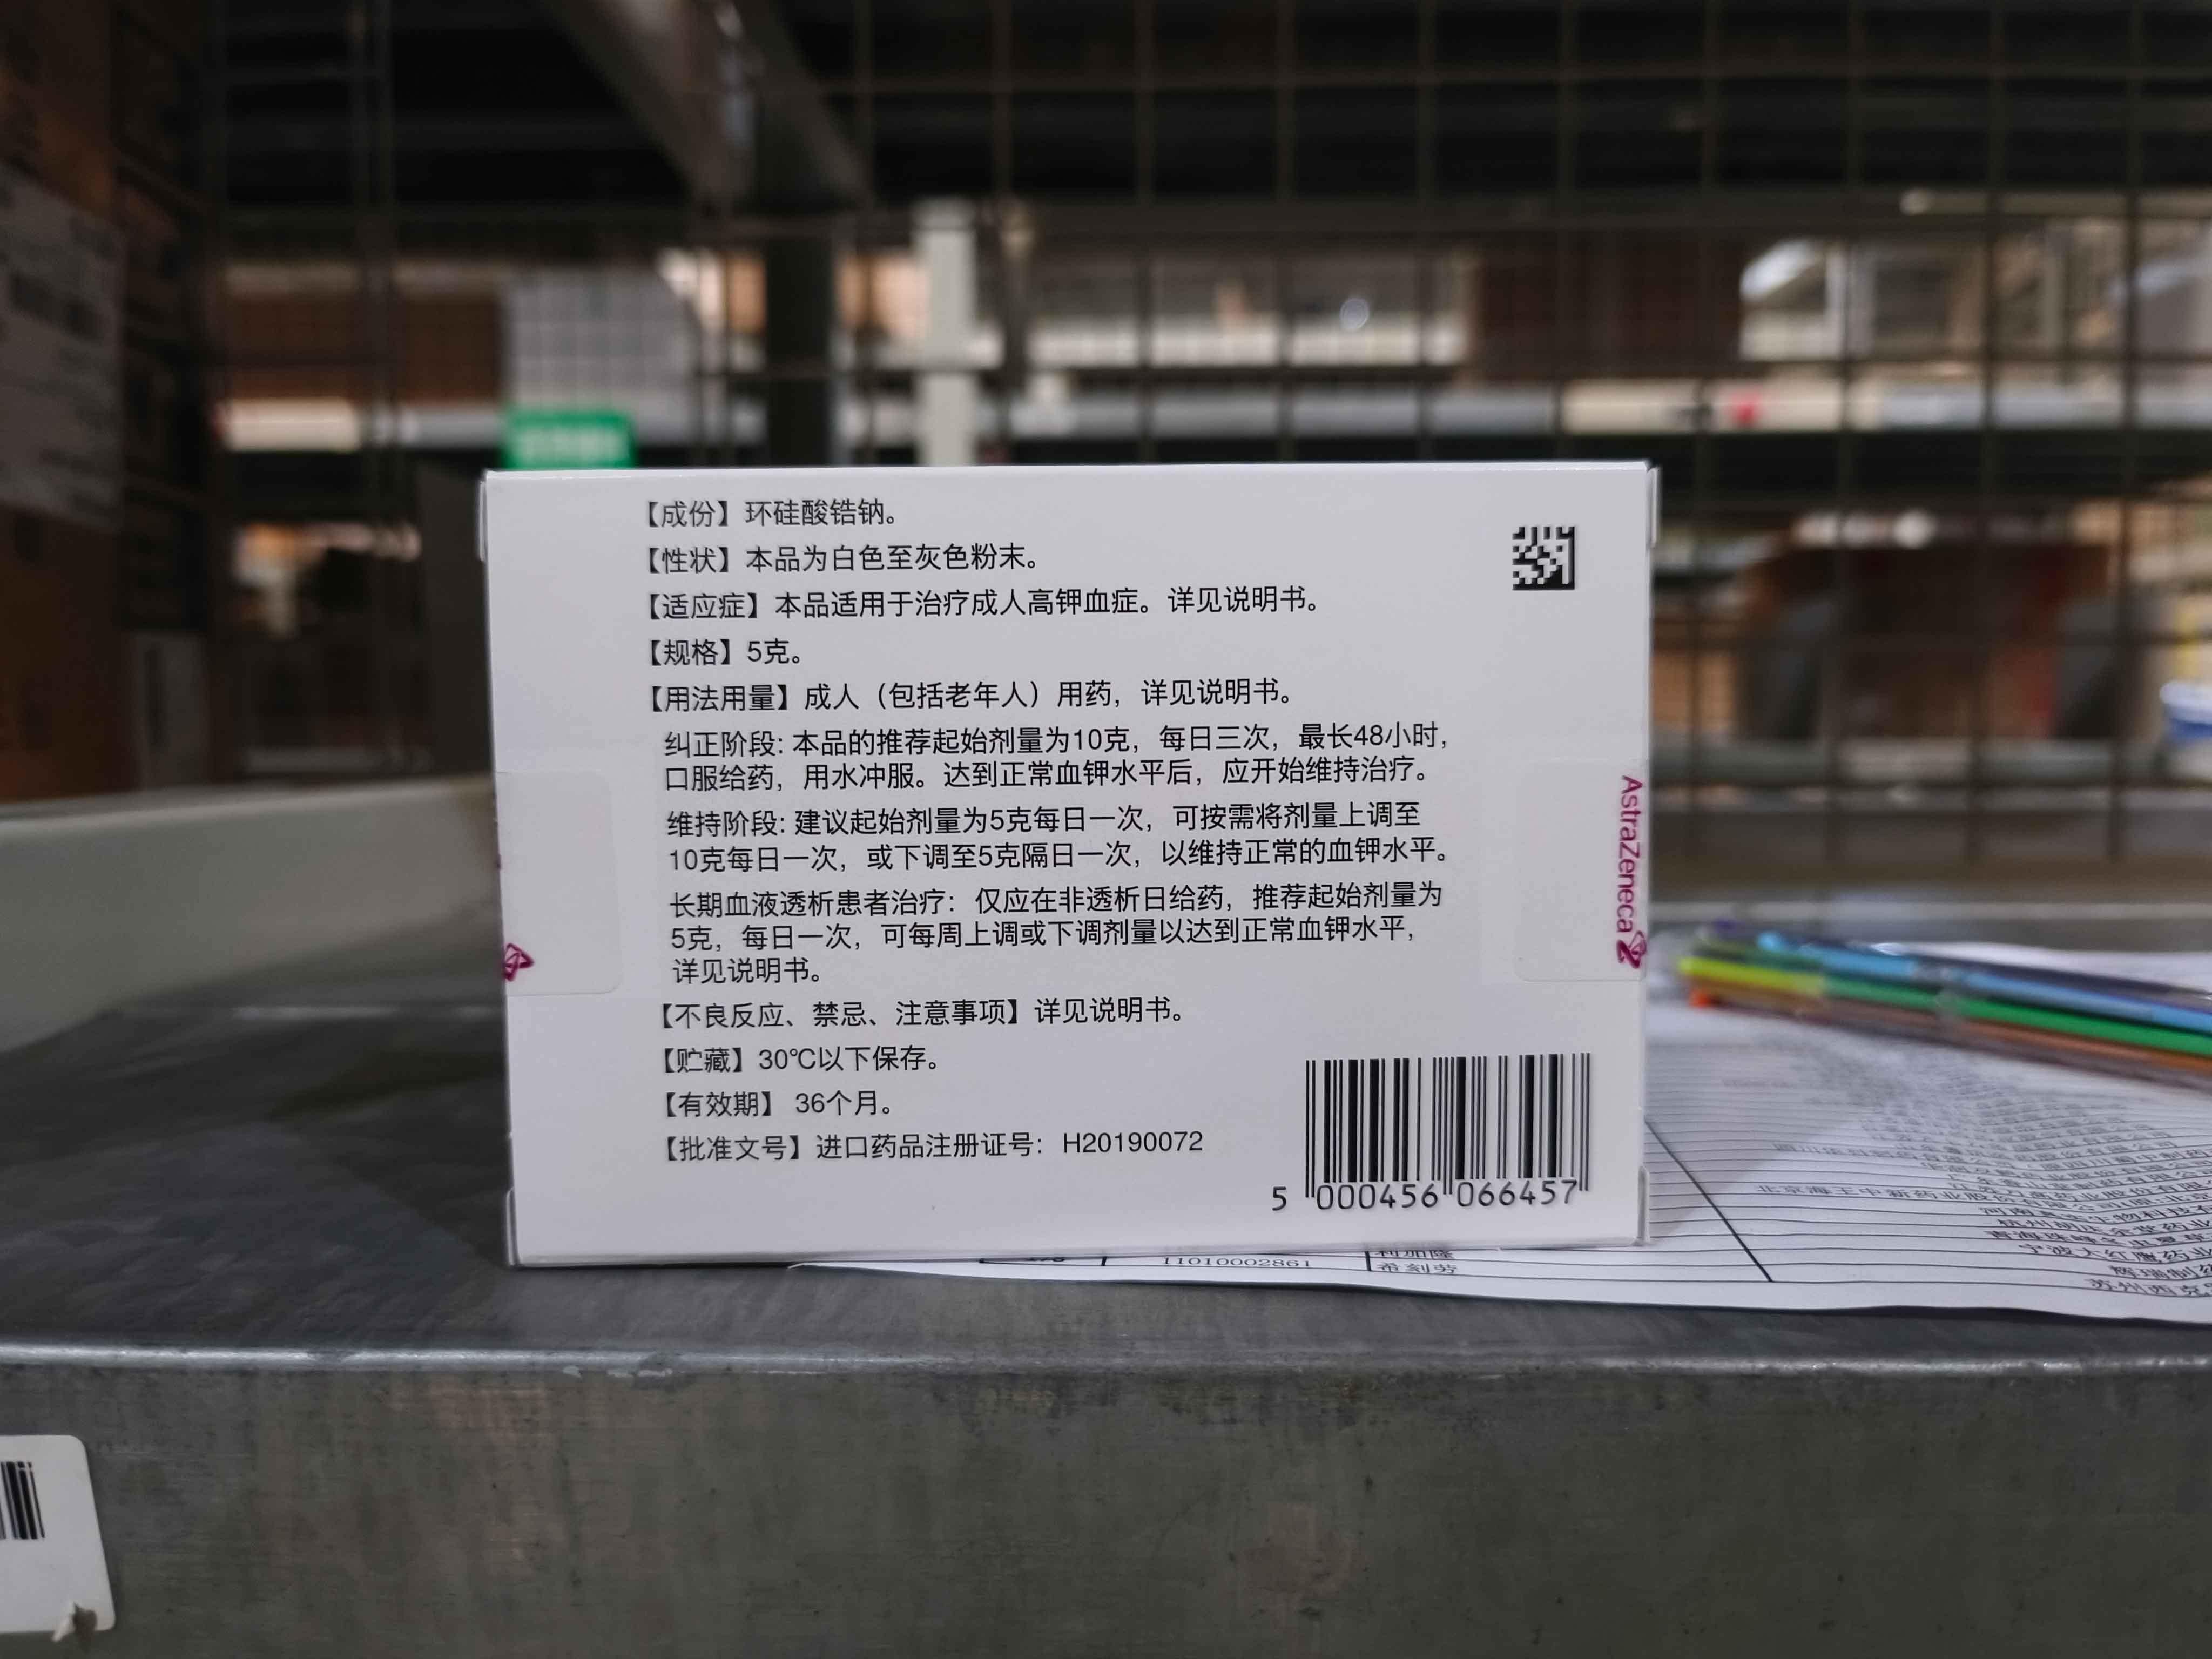 【成份】环硅酸锆钠。
【性状】本品为白色至灰色粉末。
【适应症】本品适用于治疗成人高钾血症。详见说明书。
【规格】5克。
【用法用量】成人（包括老年人）用药，详见说明书。
纠正阶段：本品的推荐起始剂量为10克，每日三次，最长48小时，
口服给药，用水冲服。达到正常血钾水平后，应开始维持治疗。
维持阶段：建议起始剂量为5克每日一次，可按需将剂量上调至
10克每日一次，或下调至5克隔日一次，以维持正常的血钾水平。
长期血液透析患者治疗：仅应在非透析日给药，推荐起始剂量为
5克，每日一次，可每周上调或下调剂量以达到正常血钾水平，
详见说明书。
【不良反应、禁忌、注意事项】详见说明书。
【贮藏】30℃以下保存。
【有效期】 36个月。
【批准文号】进口药品注册证号：H20190072
5 000456 066457
AstraZeneca
11010002861
希刻劳